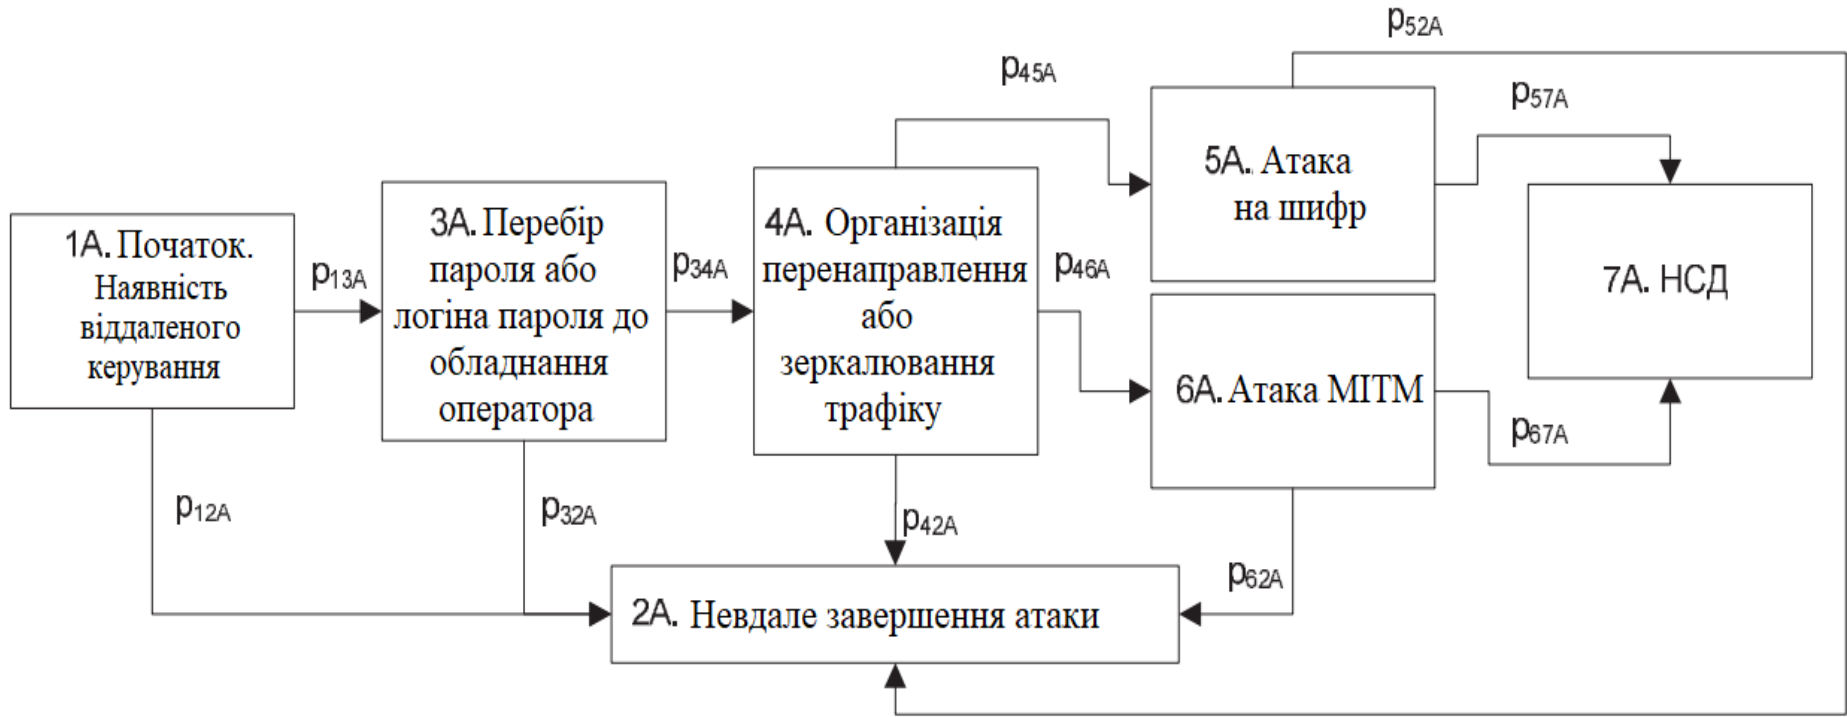 p52A
p45A
p57A
5A. Атака
на шифр
1A. Початок.
Наявність
віддаленого
керування
p13A
3A. Перебір
пароля або
логіна пароля до
обладнання
оператора
p34A
4A. Організація
перенаправлення
або
зеркалювання
трафіку
p46A
7A. НСД
6A. Атака МІТМ
p67A
p12A
p32A
p42A
p62A
2A. Невдале завершення атаки